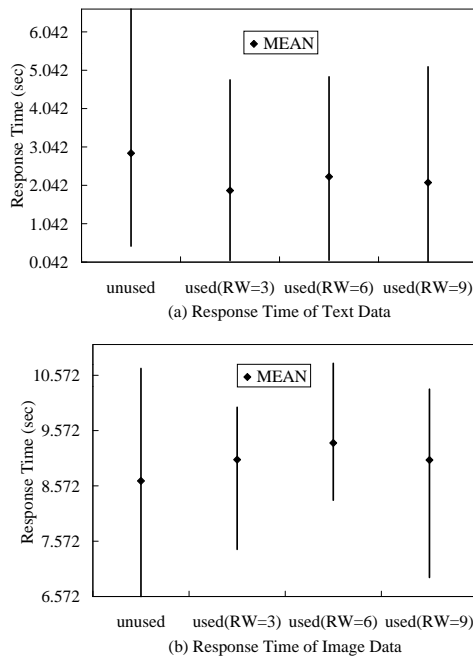 6.042
MEAN
5.042
4.042
3.042
2.042
1.042
0.042
Response Time (sec)
unused used(RW=3) used(RW=6) used(RW=9)
(a) Response Time of Text Data
10.572
MEAN
9.572
8.572
7.572
6.572
Response Time (sec)
unused used(RW=3) used(RW=6) used(RW=9)
(b) Response Time of Image Data